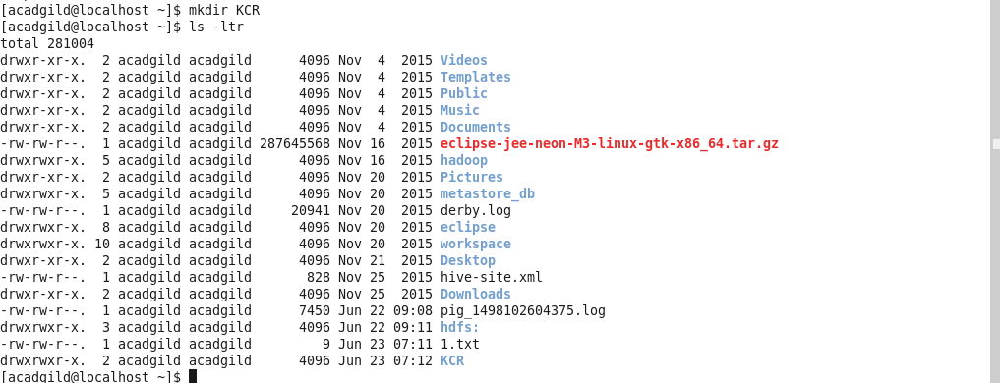 [acadgild@localhost ~]$ mkdir KCR
[acadgild@localhost ~]$ ls -ltr
total 281004
drwxr-xr-x.  2 acadgild acadgild      4096 Nov  4  2015 Videos
drwxr-xr-x.  2 acadgild acadgild      4096 Nov  4  2015 Templates
drwxr-xr-x.  2 acadgild acadgild      4096 Nov  4  2015 Public
drwxr-xr-x.  2 acadgild acadgild      4096 Nov  4  2015 Music
drwxr-xr-x.  2 acadgild acadgild      4096 Nov  4  2015 Documents
-rw-rw-r--.  1 acadgild acadgild 287645568 Nov 16  2015 eclipse-jee-neon-M3-linux-gtk-x86_64.tar.gz
drwxrwxr-x.  5 acadgild acadgild      4096 Nov 16  2015 hadoop
drwxr-xr-x.  2 acadgild acadgild      4096 Nov 20  2015 Pictures
drwxrwxr-x.  5 acadgild acadgild      4096 Nov 20  2015 metastore_db
-rw-rw-r--.  1 acadgild acadgild     20941 Nov 20  2015 derby.log
drwxrwxr-x.  8 acadgild acadgild      4096 Nov 20  2015 eclipse
drwxrwxr-x. 10 acadgild acadgild      4096 Nov 20  2015 workspace
drwxr-xr-x.  2 acadgild acadgild      4096 Nov 21  2015 Desktop
-rw-rw-r--.  1 acadgild acadgild       828 Nov 25  2015 hive-site.xml
drwxr-xr-x.  2 acadgild acadgild      4096 Nov 25  2015 Downloads
-rw-rw-r--.  1 acadgild acadgild      7450 Jun 22 09:08 pig_1498102604375.log
drwxrwxr-x.  3 acadgild acadgild      4096 Jun 22 09:11 hdfs:
-rw-rw-r--.  1 acadgild acadgild         9 Jun 23 07:11 1.txt
drwxrwxr-x.  2 acadgild acadgild      4096 Jun 23 07:12 KCR
[acadgild@localhost ~]$